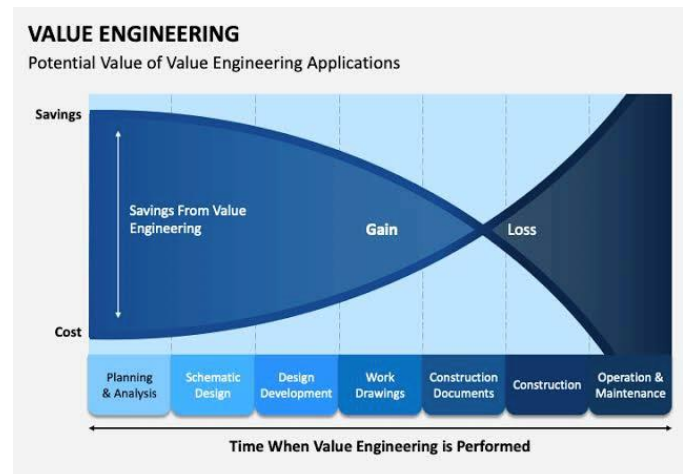 VALUE ENGINEERING
Potential Value of Value Engineering Applications
Savings
Savings From Value
Engineering
Gain
Loss
Cost
Planning
& Analysis
Schematic
Design
Design
Development
Work
Drawings
Construction
Documents
Construction
Operation &
Maintenance
Time When Value Engineering is Performed